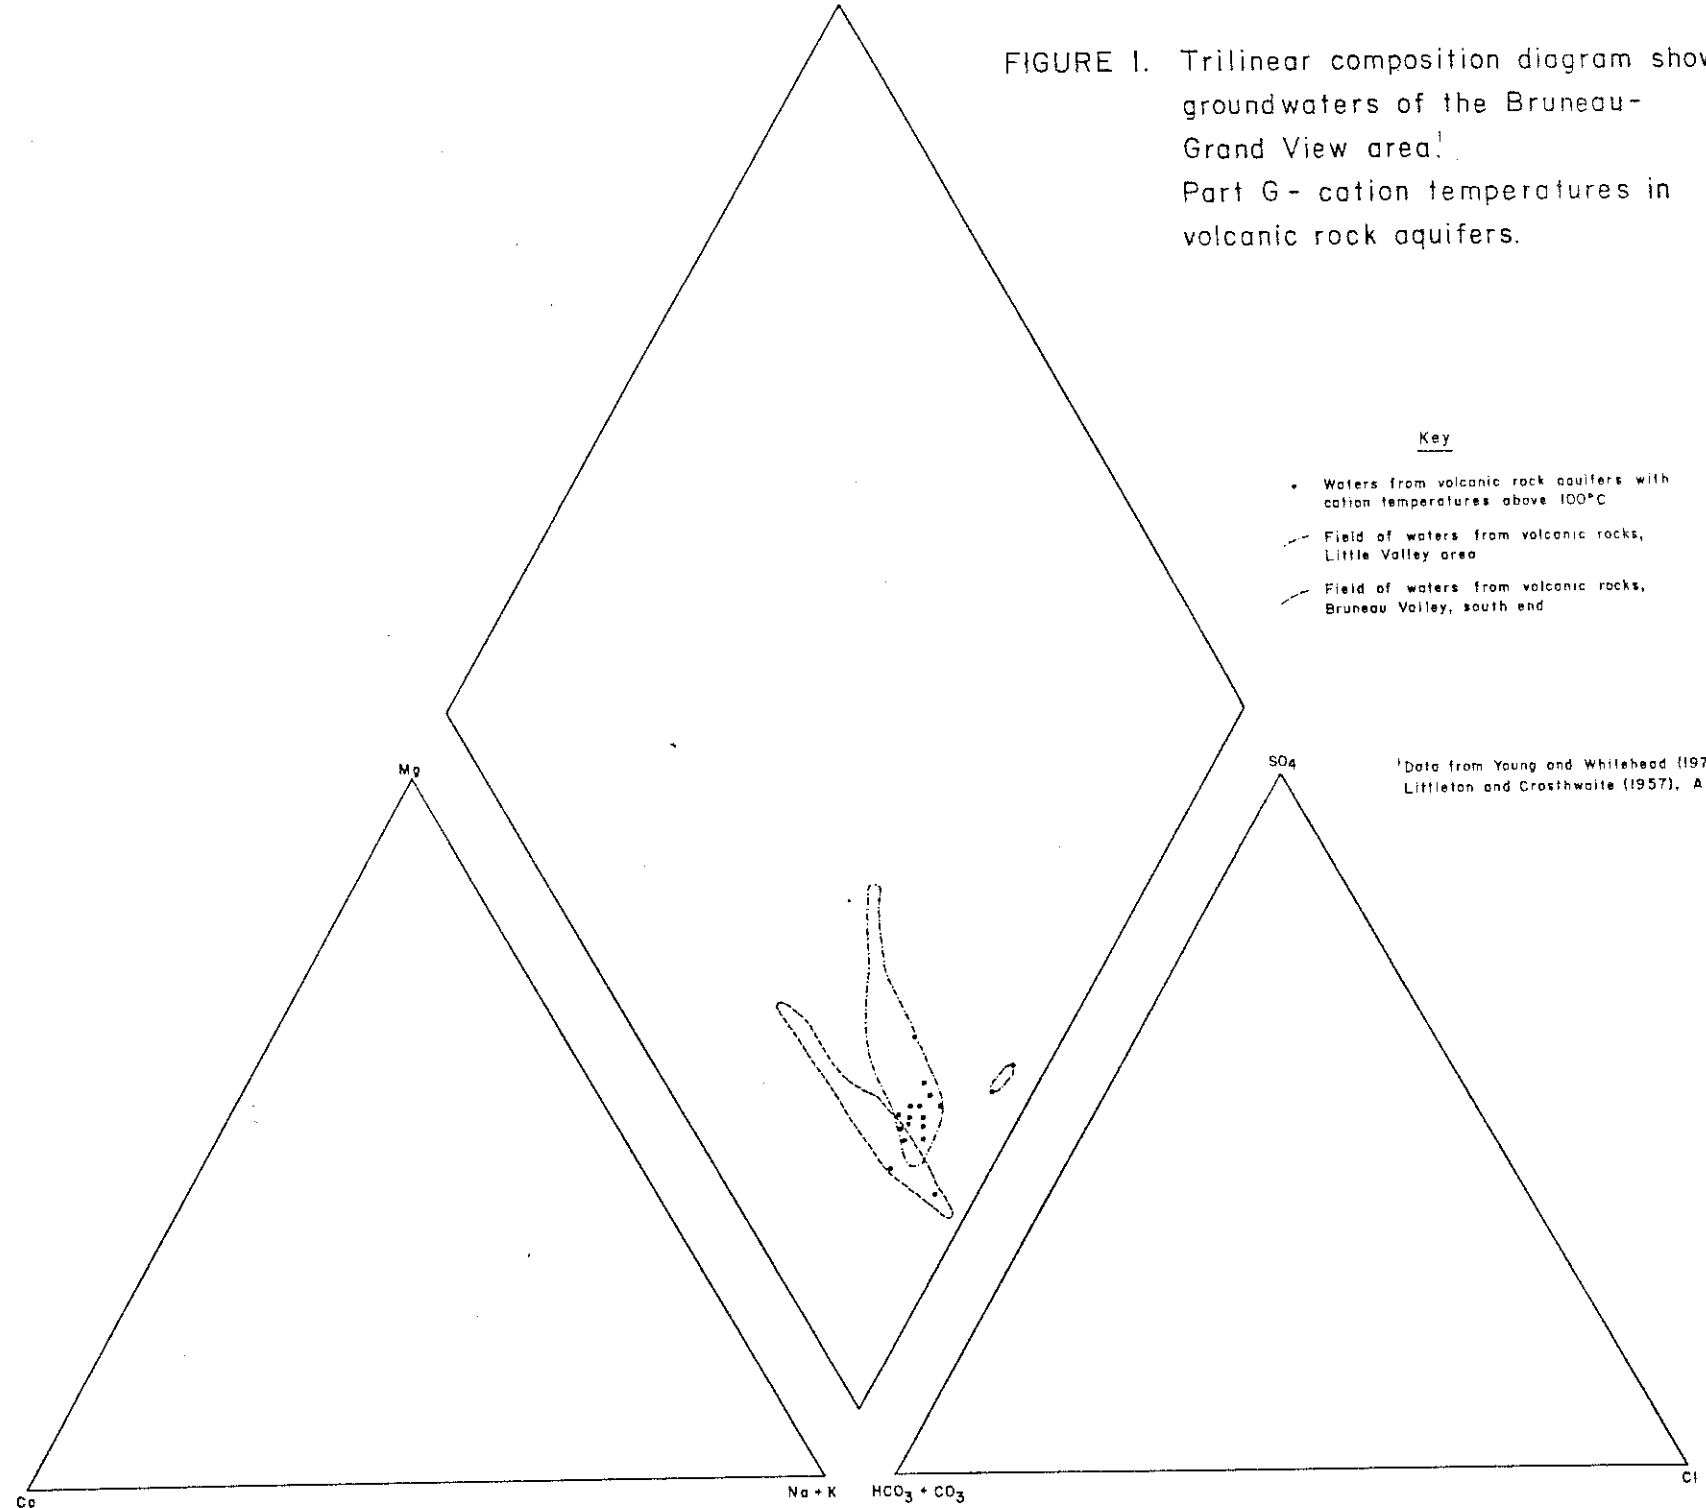 FIGURE 1. Trilinear composition diagram show
groundwaters of the Bruneau-
Grand View area.¹
Part G - cation temperatures in
volcanic rock aquifers.
Key
• Waters from volcanic rock aquifers with
cation temperatures above 100°C
Field of waters from volcanic rocks,
Little Valley area
Field of waters from volcanic rocks,
Bruneau Valley, south end
¹Data from Young and Whitehead (197
Littleton and Crosthwaite (1957), A
Mg
SO₄
Ca
Na + K
HCO₃ + CO₃
Cl